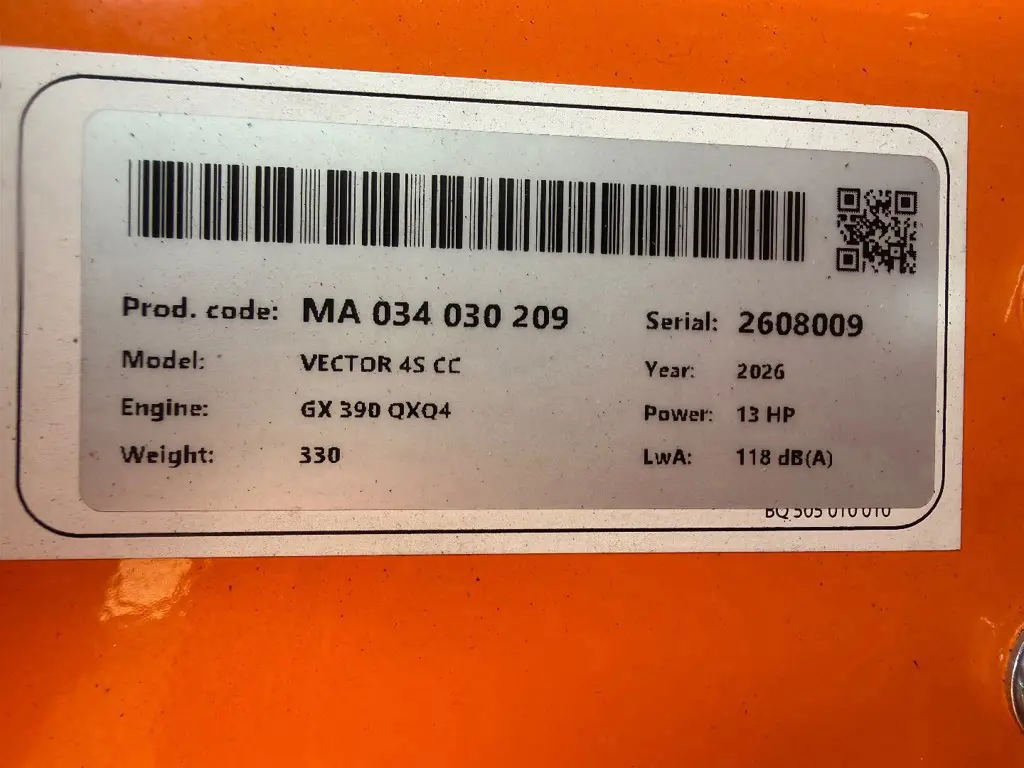 Prod. code: MA 034 030 209
Serial: 2608009
Model: VECTOR 4S CC
Year: 2026
Engine: GX 390 QXQ4
Power: 13 HP
Weight: 330
LwA: 118 dB(A)
BQ 505 010 010